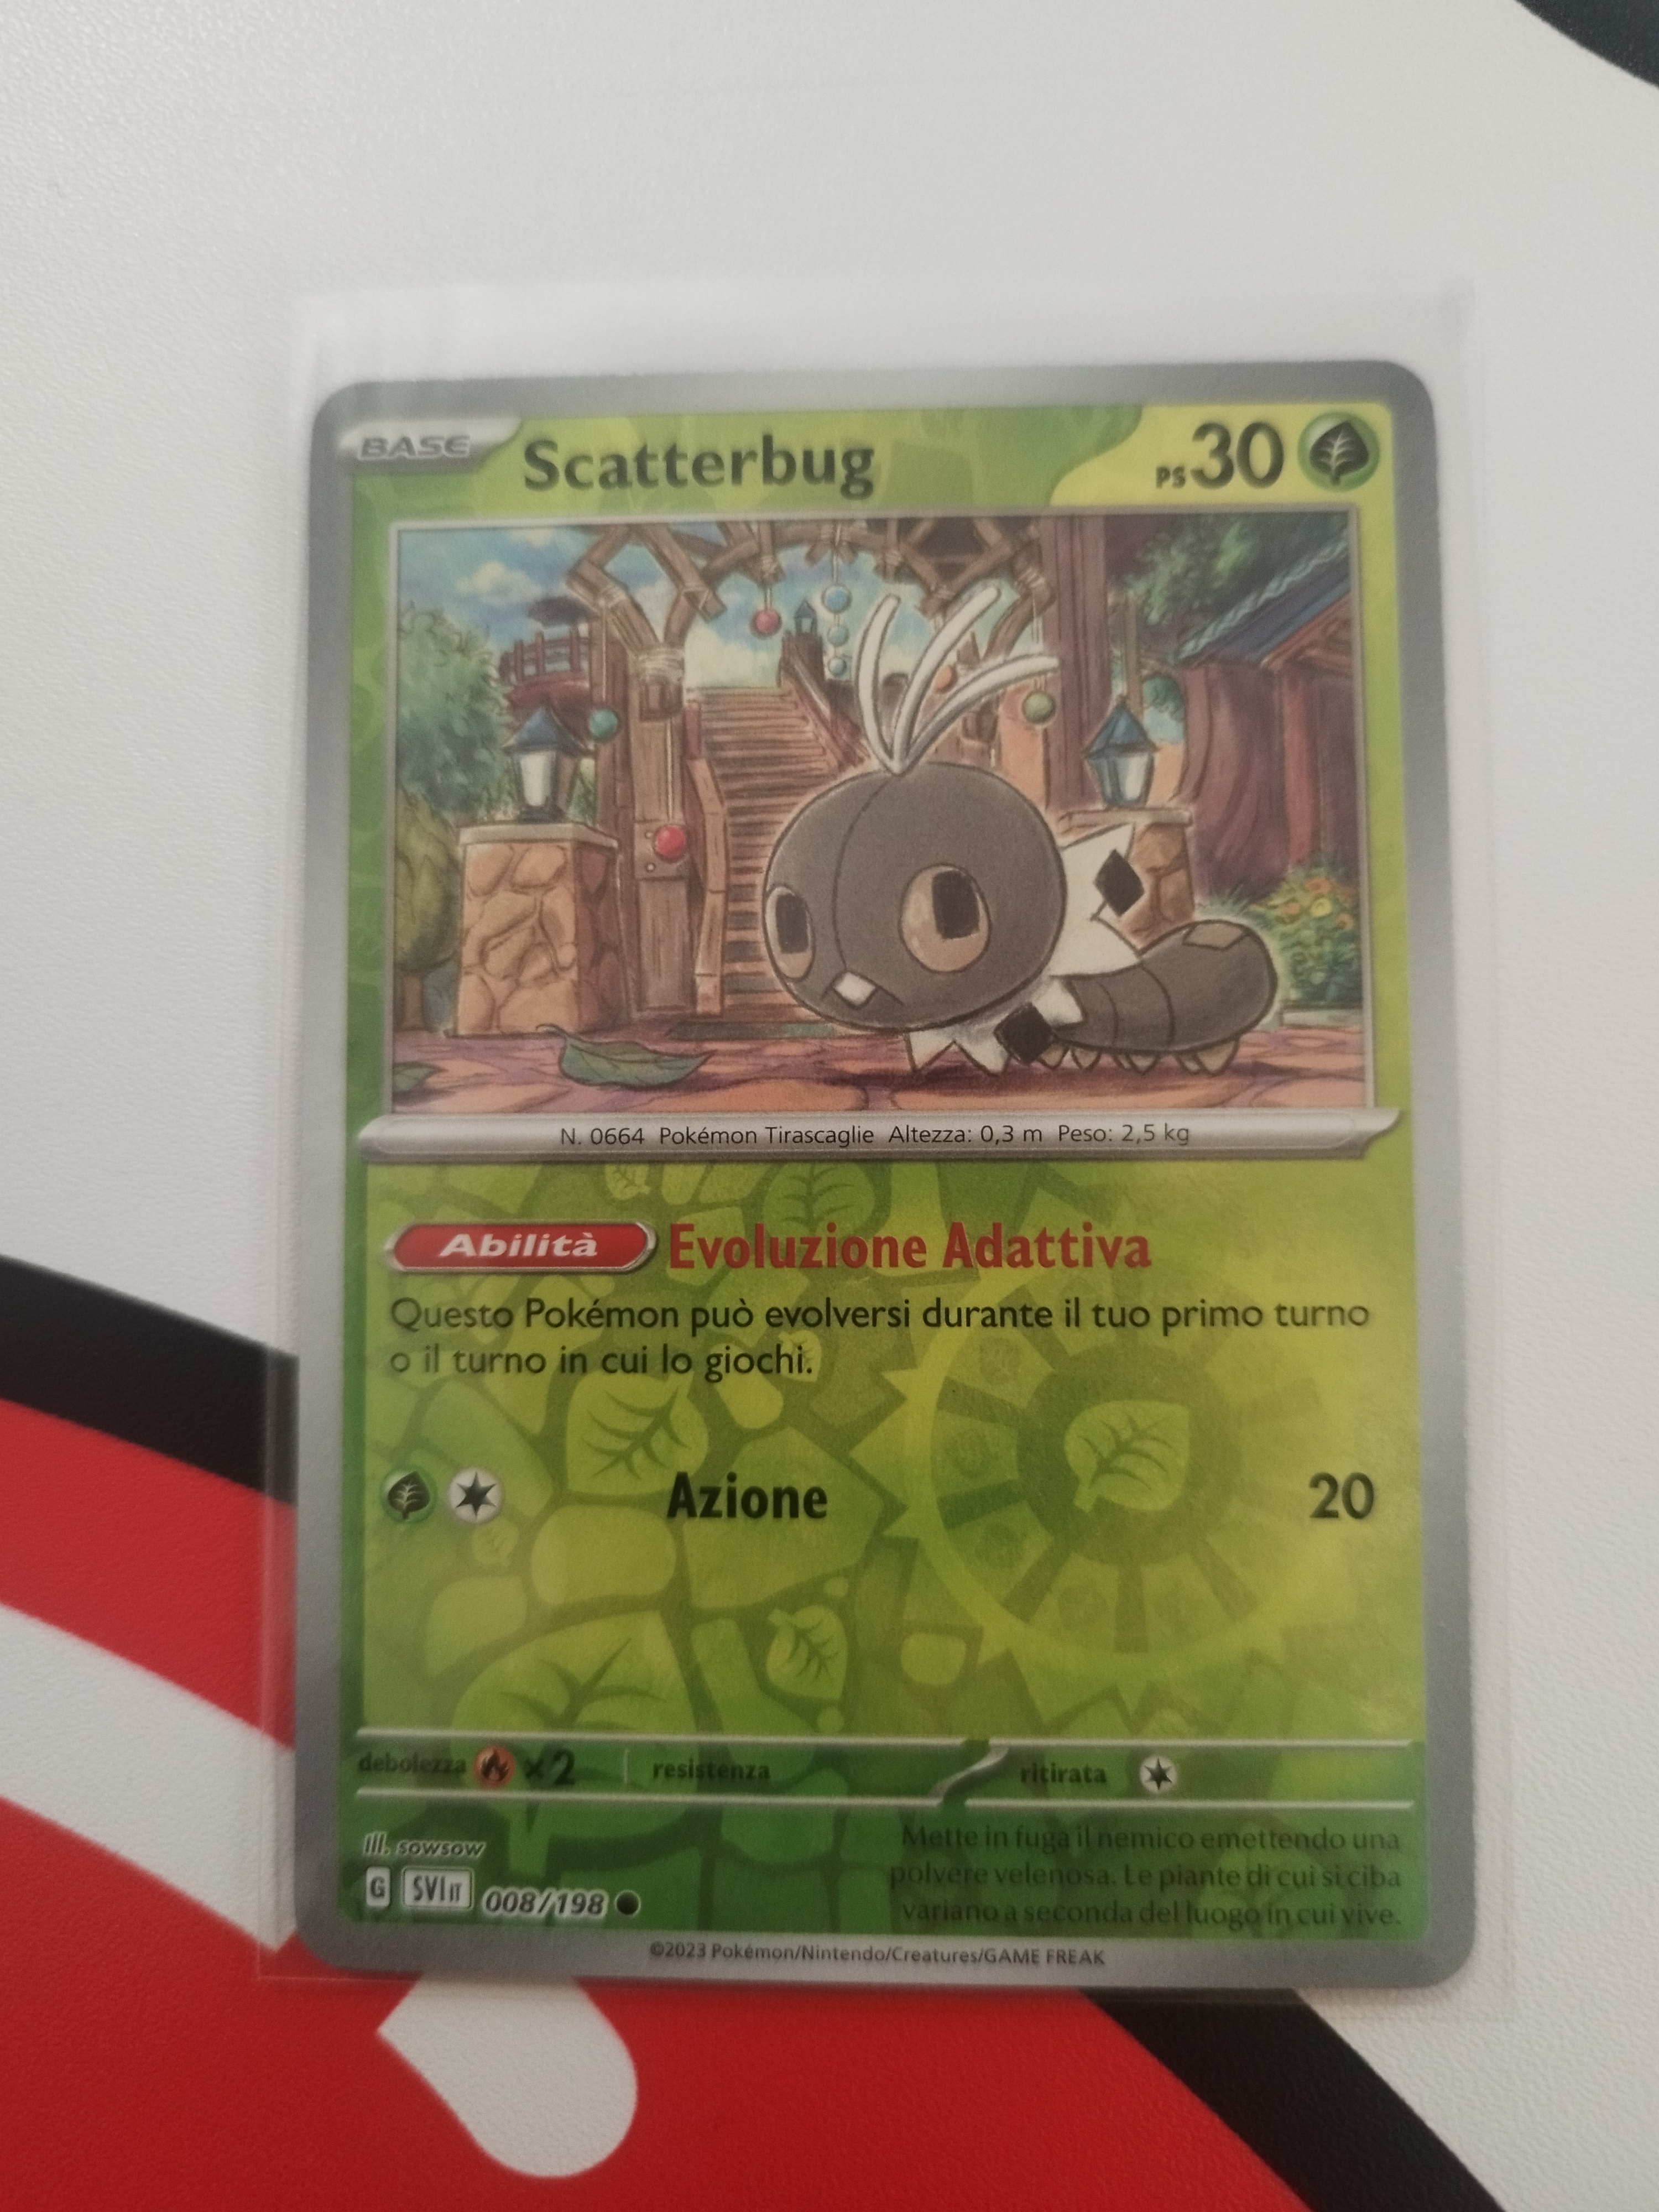 BASE
Scatterbug
PS 30
N. 0664 Pokémon Tirascaglie Altezza: 0,3 m Peso: 2,5 kg
Abilità Evoluzione Adattiva
Questo Pokémon può evolversi durante il tuo primo turno
o il turno in cui lo giochi.
Azione 20
debolezza ×2 resistenza ritirata
Ill. sowsow
Mette in fuga il nemico emettendo una
polvere velenosa. Le piante di cui si ciba
variano a seconda del luogo in cui vive.
G SVI IT 008/198
©2023 Pokémon/Nintendo/Creatures/GAME FREAK